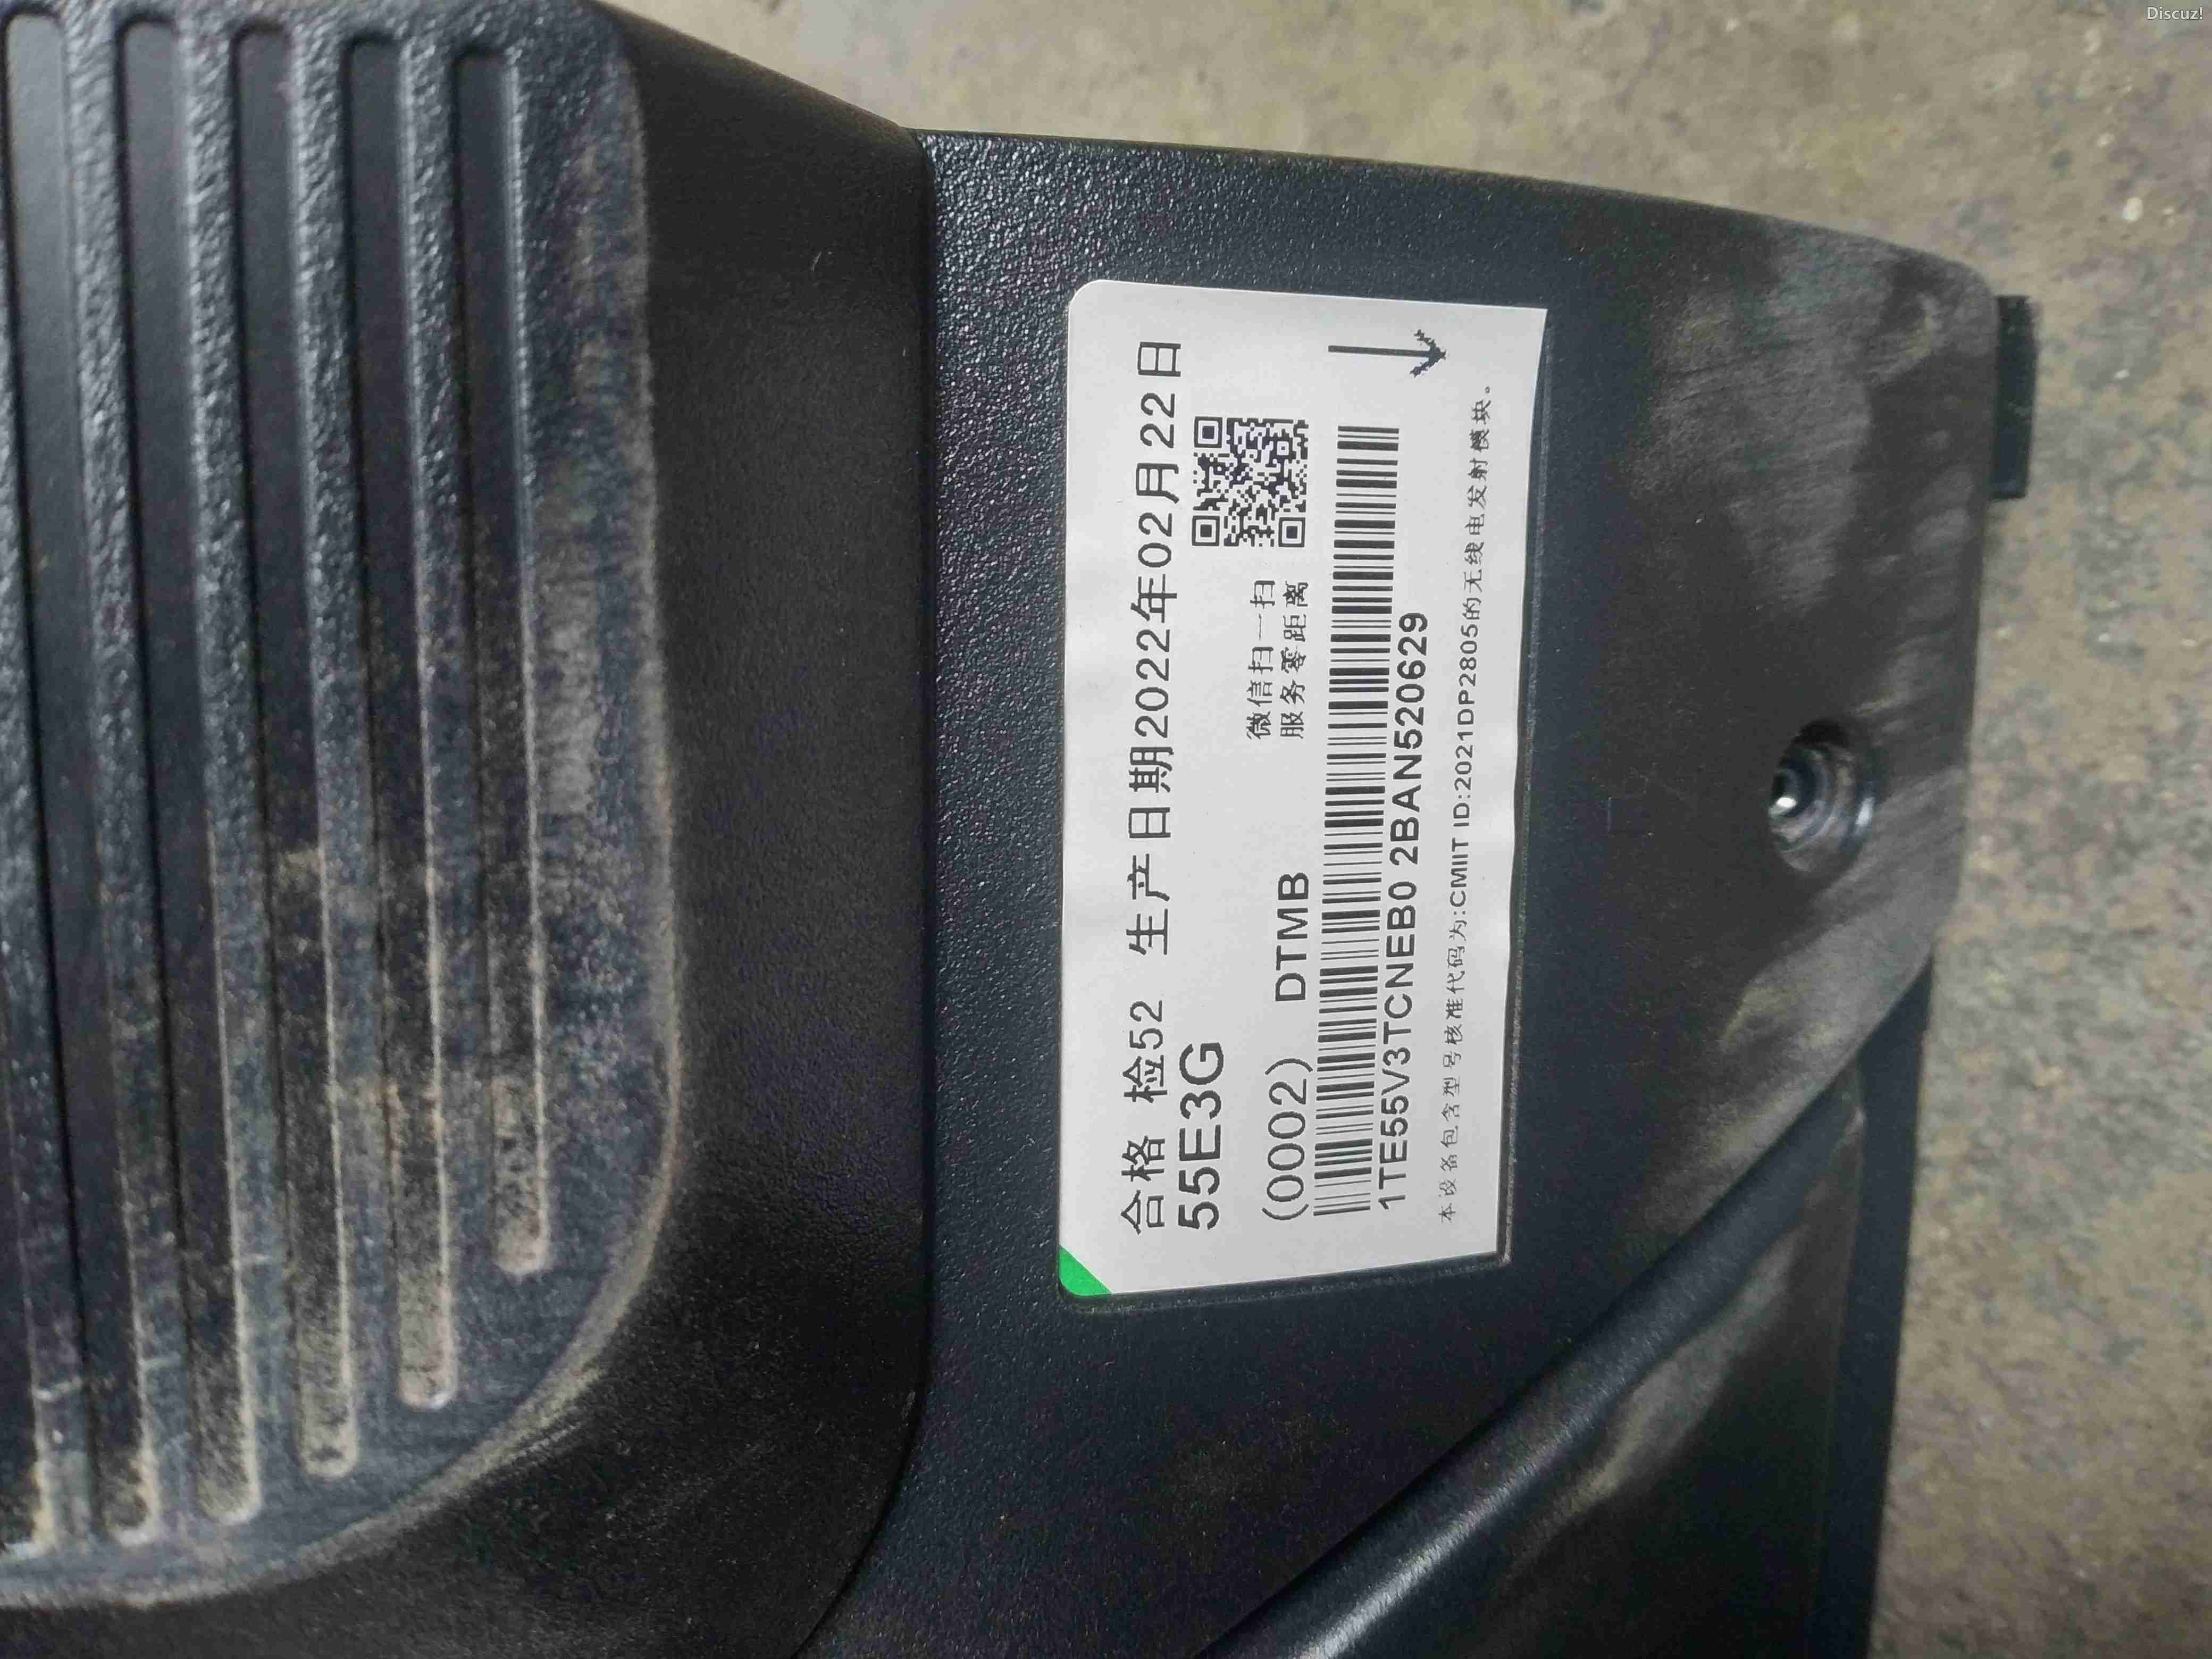 合格 检52 生产日期2022年02月22日
55E3G
(0002) DTMB
微信扫一扫
服务零距离
1TE55V3TCNEB0 2BAN520629
本设备包含型号核准代码为:CMIIT ID:2021DP2805的无线电发射模块。
Discuz!